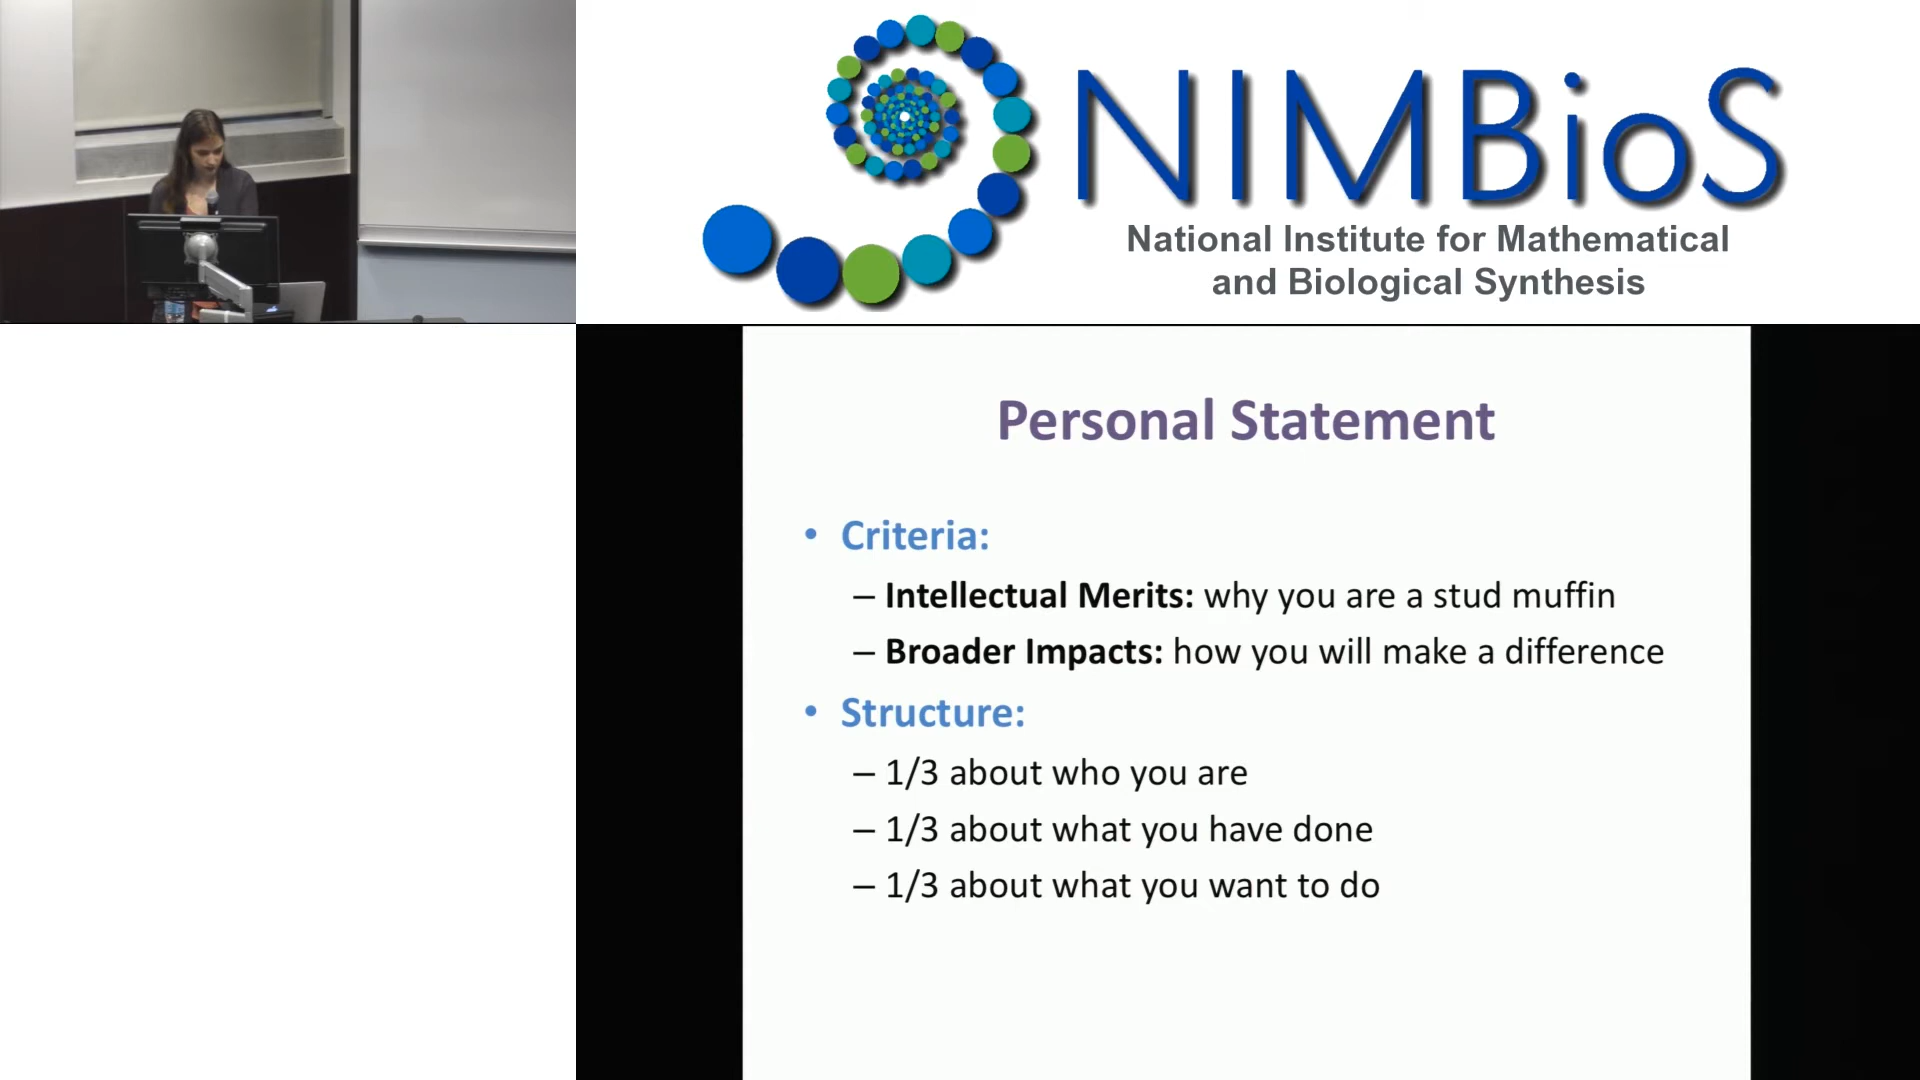 NIMBioS
National Institute for Mathematical
and Biological Synthesis
Personal Statement
• Criteria:
– Intellectual Merits: why you are a stud muffin
– Broader Impacts: how you will make a difference
• Structure:
– 1/3 about who you are
– 1/3 about what you have done
– 1/3 about what you want to do